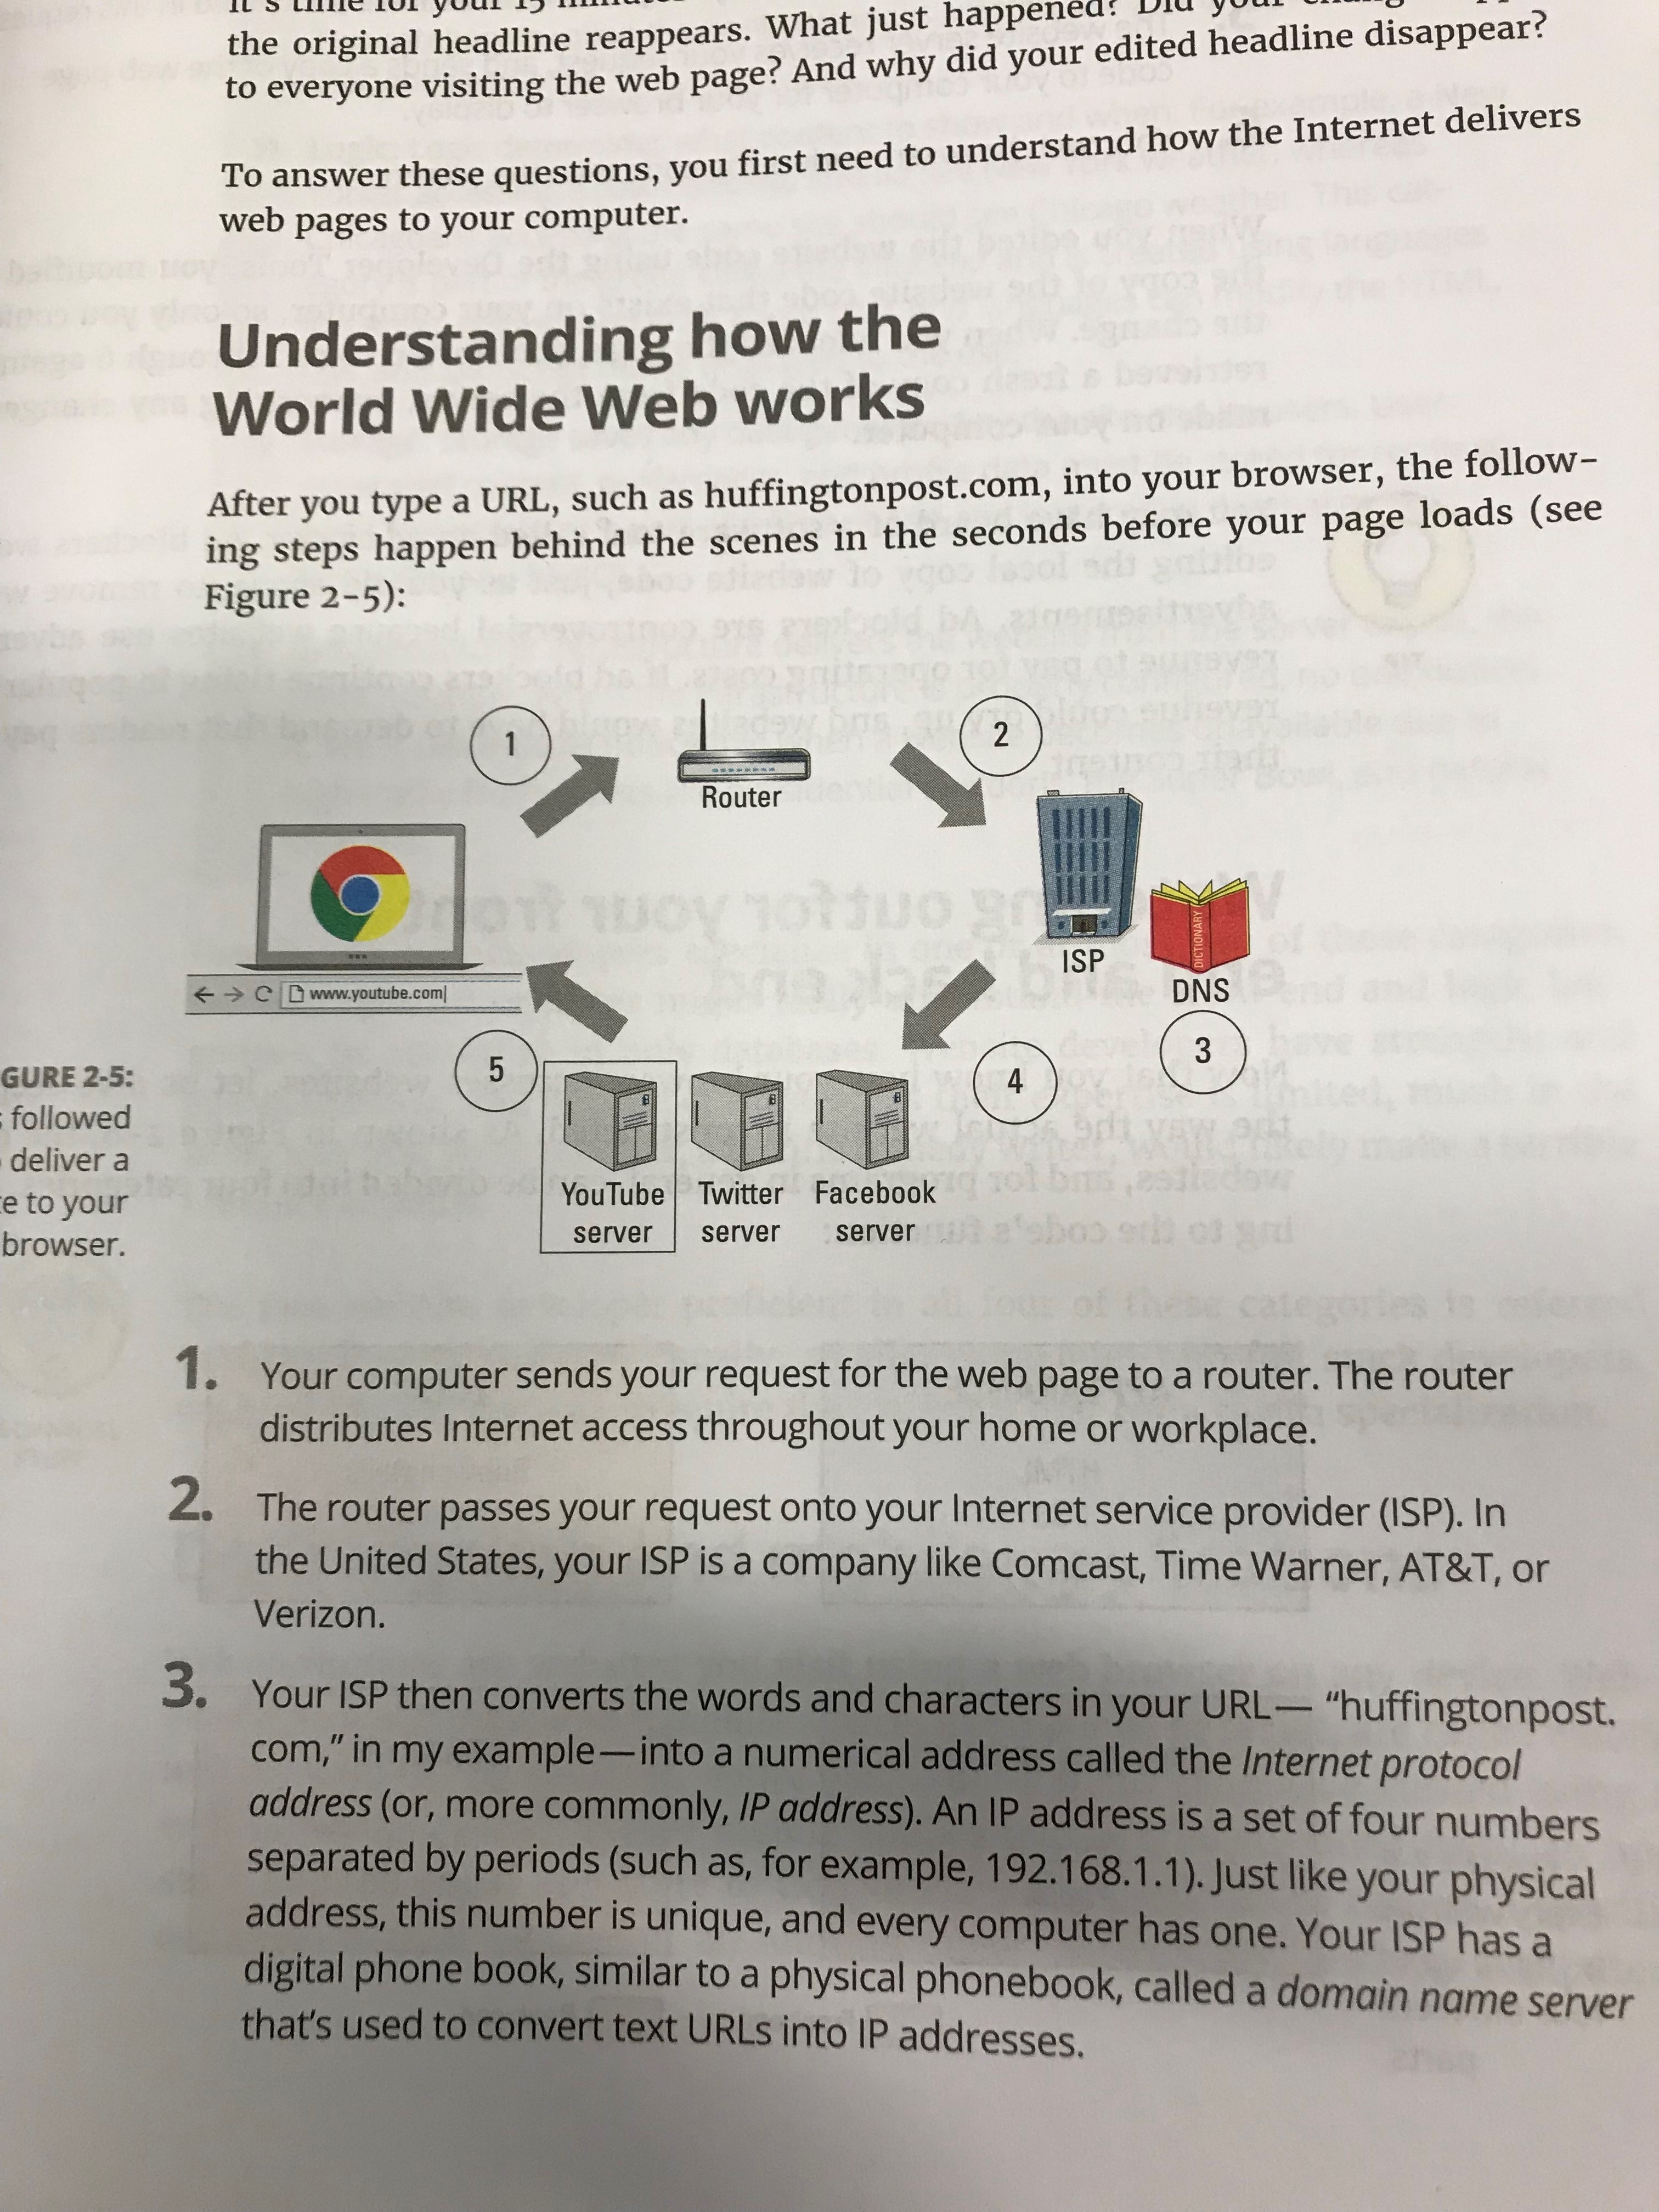 it's time for your 15
the original headline reappears. What just happened? Did your
to everyone visiting the web page? And why did your edited headline disappear?
To answer these questions, you first need to understand how the Internet delivers
web pages to your computer.
Understanding how the
World Wide Web works
After you type a URL, such as huffingtonpost.com, into your browser, the follow-
ing steps happen behind the scenes in the seconds before your page loads (see
Figure 2-5):
1
2
Router
ISP
DICTIONARY
DNS
3
www.youtube.com
5
4
YouTube
server
Twitter
server
Facebook
server
GURE 2-5:
followed
deliver a
e to your
browser.
1. Your computer sends your request for the web page to a router. The router
distributes Internet access throughout your home or workplace.
2. The router passes your request onto your Internet service provider (ISP). In
the United States, your ISP is a company like Comcast, Time Warner, AT&T, or
Verizon.
3. Your ISP then converts the words and characters in your URL— “huffingtonpost.
com,” in my example—into a numerical address called the Internet protocol
address (or, more commonly, IP address). An IP address is a set of four numbers
separated by periods (such as, for example, 192.168.1.1). Just like your physical
address, this number is unique, and every computer has one. Your ISP has a
digital phone book, similar to a physical phonebook, called a domain name server
that’s used to convert text URLs into IP addresses.